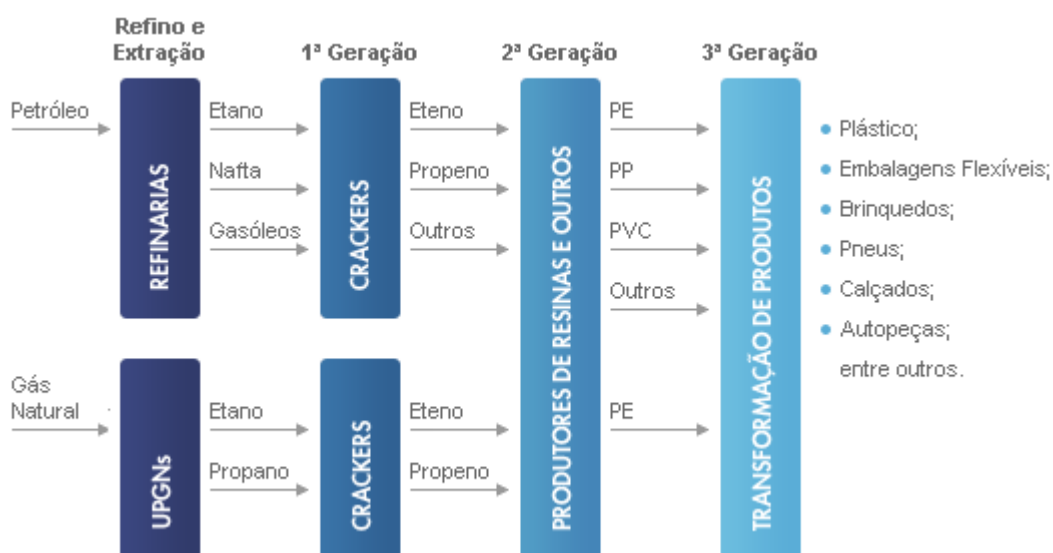 Refino e
Extração
1ª Geração
2ª Geração
3ª Geração
Petróleo
REFINARIAS
Etano
Nafta
Gasóleos
CRACKERS
Eteno
Propeno
Outros
PRODUTORES DE RESINAS E OUTROS
PE
PP
PVC
Outros
TRANSFORMAÇÃO DE PRODUTOS
• Plástico;
• Embalagens Flexíveis;
• Brinquedos;
• Pneus;
• Calçados;
• Autopeças;
entre outros.
Gás
Natural
UPGNs
Etano
Propano
CRACKERS
Eteno
Propeno
PE